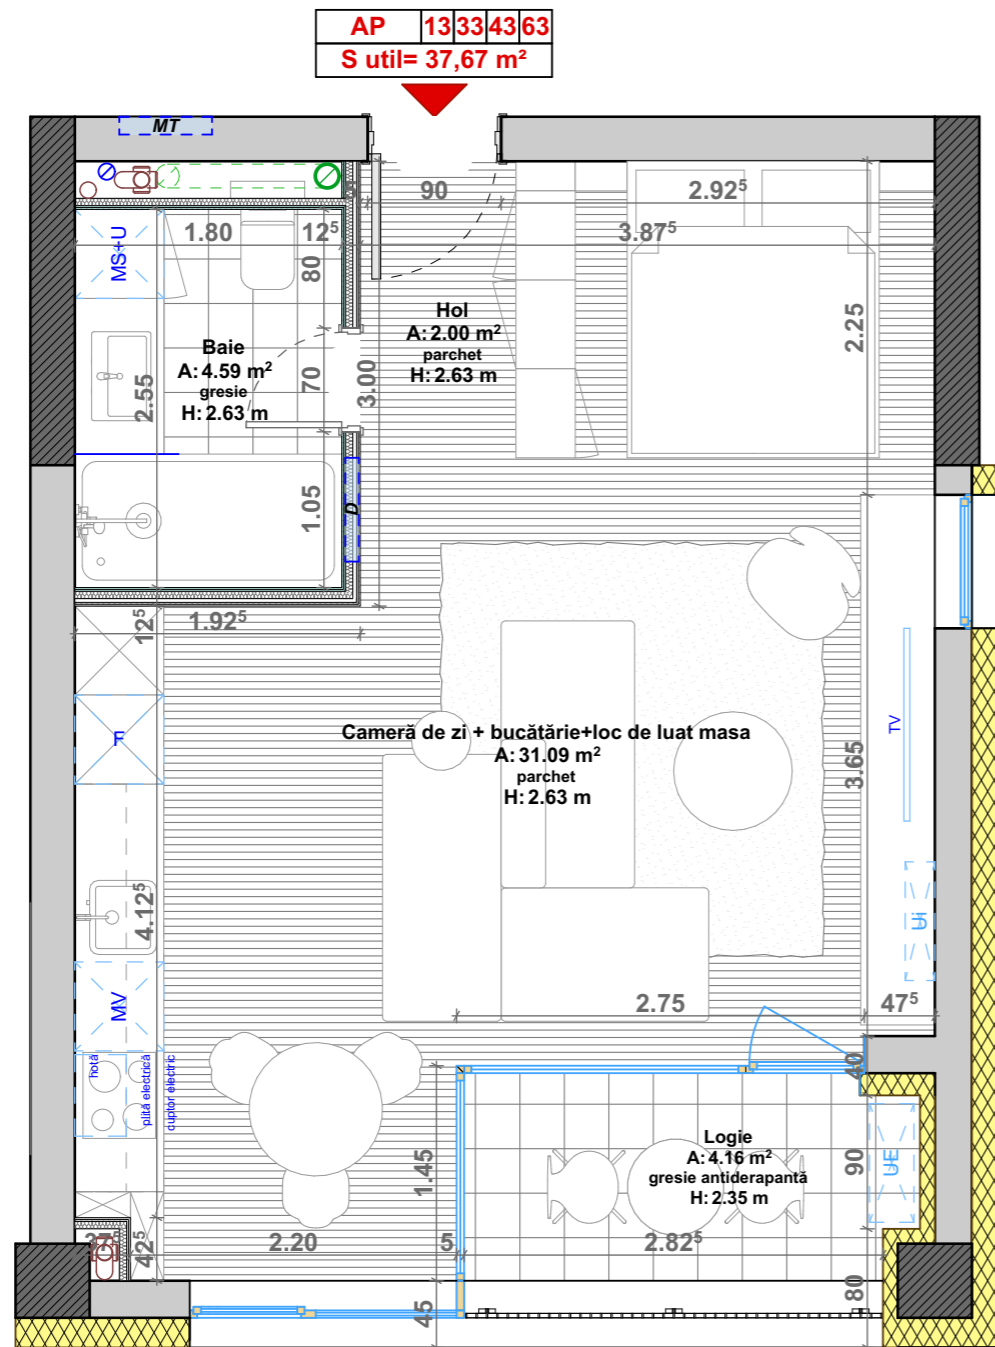 AP 13 33 43 63
S util= 37,67 m²
MT
90
2.92⁵
1.80
12⁵
3.87⁵
MS+U
80
Hol
A: 2.00 m²
parchet
H: 2.63 m
2.25
Baie
A: 4.59 m²
gresie
H: 2.63 m
70
3.00
2.55
1.05
D
12⁵
1.92⁵
F
TV
Cameră de zi + bucătărie+loc de luat masa
A: 31.09 m²
parchet
H: 2.63 m
3.65
4.12⁵
UI
MV
2.75
47⁵
hotă
plită electrică
cuptor electric
40
Logie
A: 4.16 m²
gresie antiderapantă
H: 2.35 m
1.45
90
UE
37⁵
42⁵
2.20
5
2.82⁵
45
80